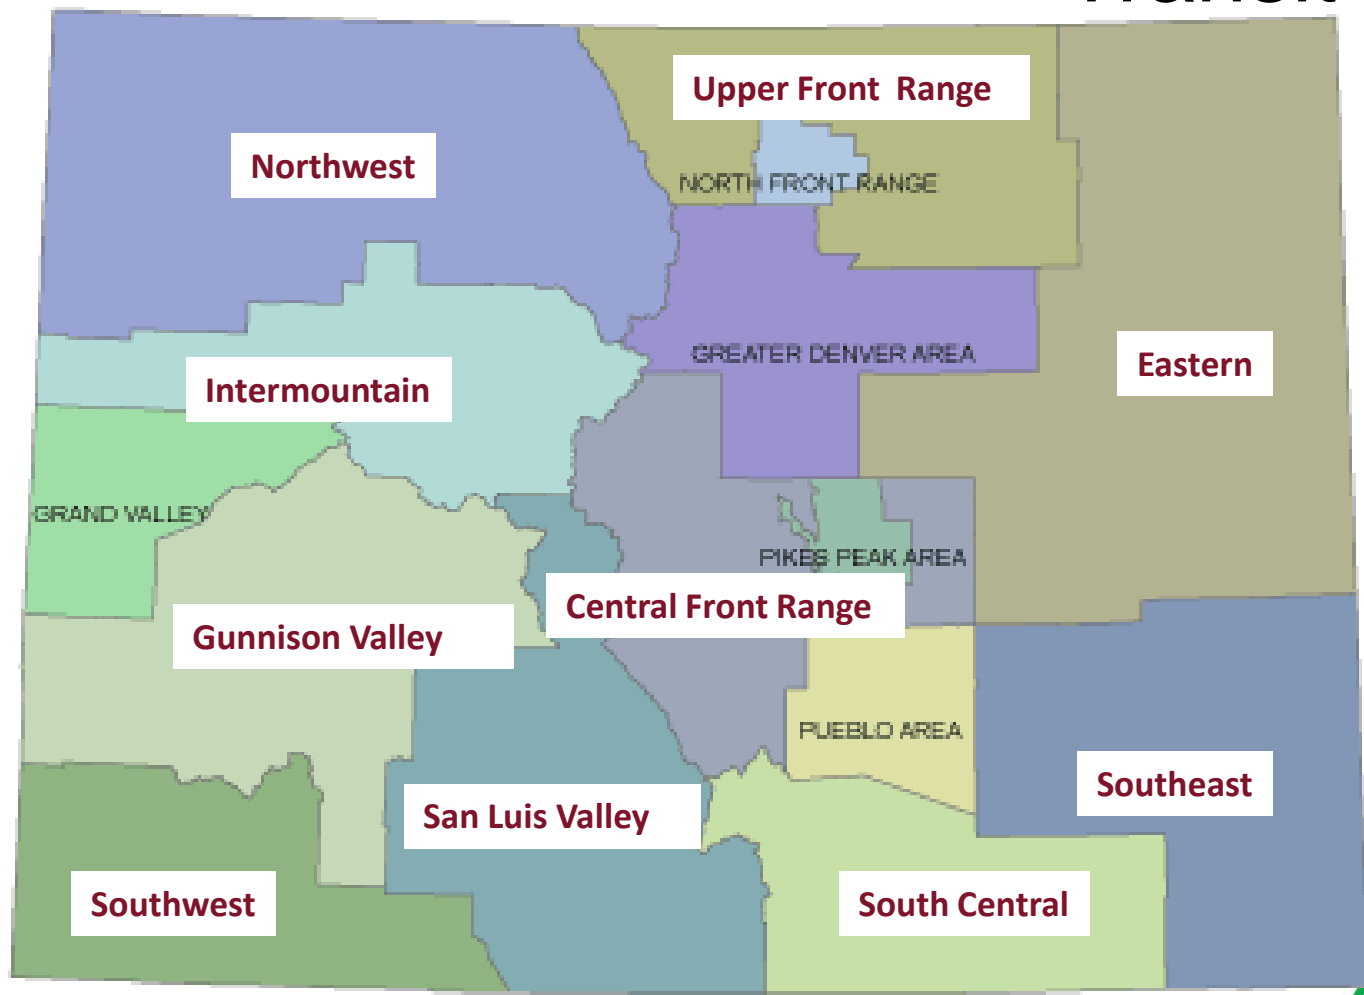 Transit
Upper Front Range
Northwest
NORTH FRONT RANGE
GREATER DENVER AREA
Eastern
Intermountain
GRAND VALLEY
PIKES PEAK AREA
Central Front Range
Gunnison Valley
PUEBLO AREA
Southeast
San Luis Valley
Southwest
South Central